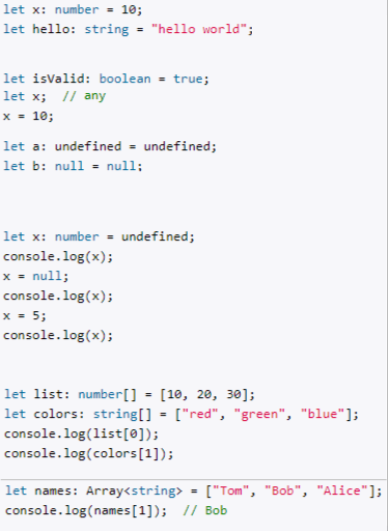 let x: number = 10;
let hello: string = "hello world";
let isValid: boolean = true;
let x;  // any
x = 10;
let a: undefined = undefined;
let b: null = null;
let x: number = undefined;
console.log(x);
x = null;
console.log(x);
x = 5;
console.log(x);
let list: number[] = [10, 20, 30];
let colors: string[] = ["red", "green", "blue"];
console.log(list[0]);
console.log(colors[1]);
let names: Array<string> = ["Tom", "Bob", "Alice"];
console.log(names[1]);  // Bob